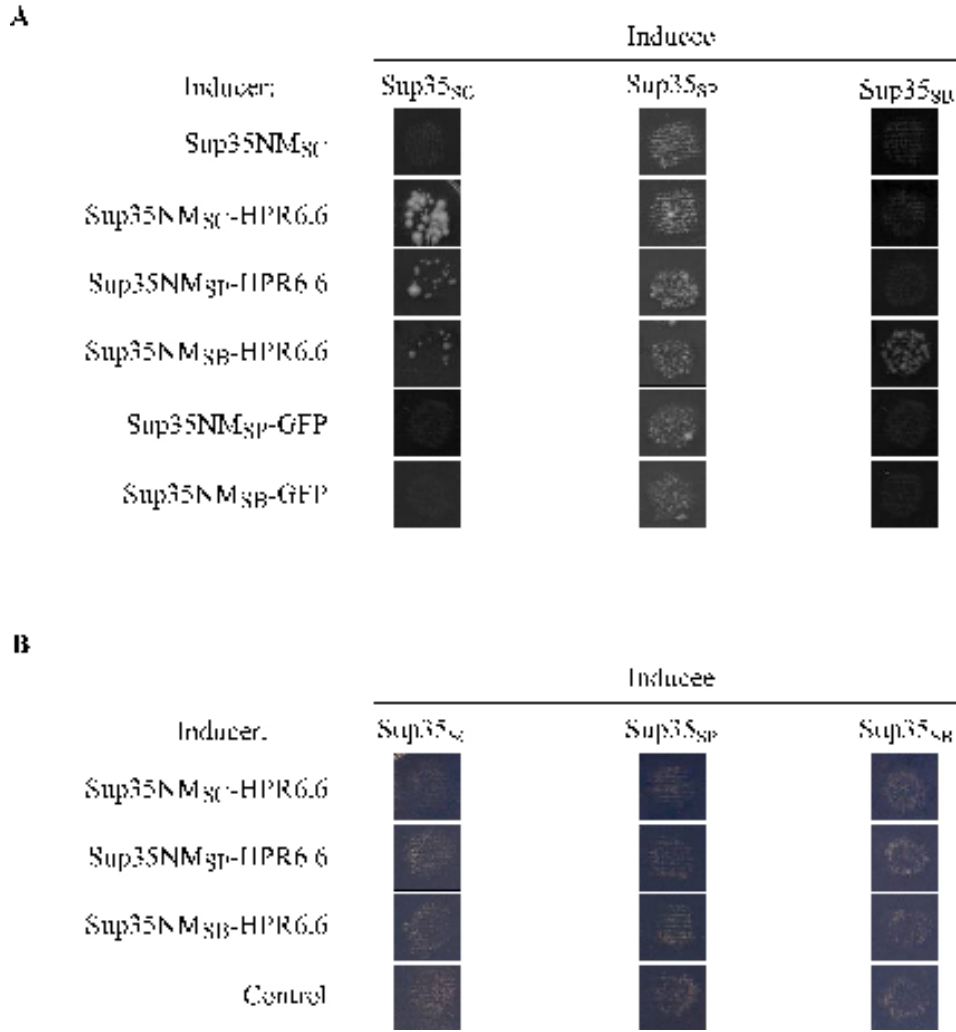 A
Inducee
Inducer: Sup35SC Sup35SP Sup35SB
Sup35NMSC
Sup35NMSC-HPR6.6
Sup35NMSP-HPR6.6
Sup35NMSB-HPR6.6
Sup35NMSP-GFP
Sup35NMSB-GFP
B
Inducee
Inducer: Sup35SC Sup35SP Sup35SB
Sup35NMSC-HPR6.6
Sup35NMSP-HPR6.6
Sup35NMSB-HPR6.6
Control